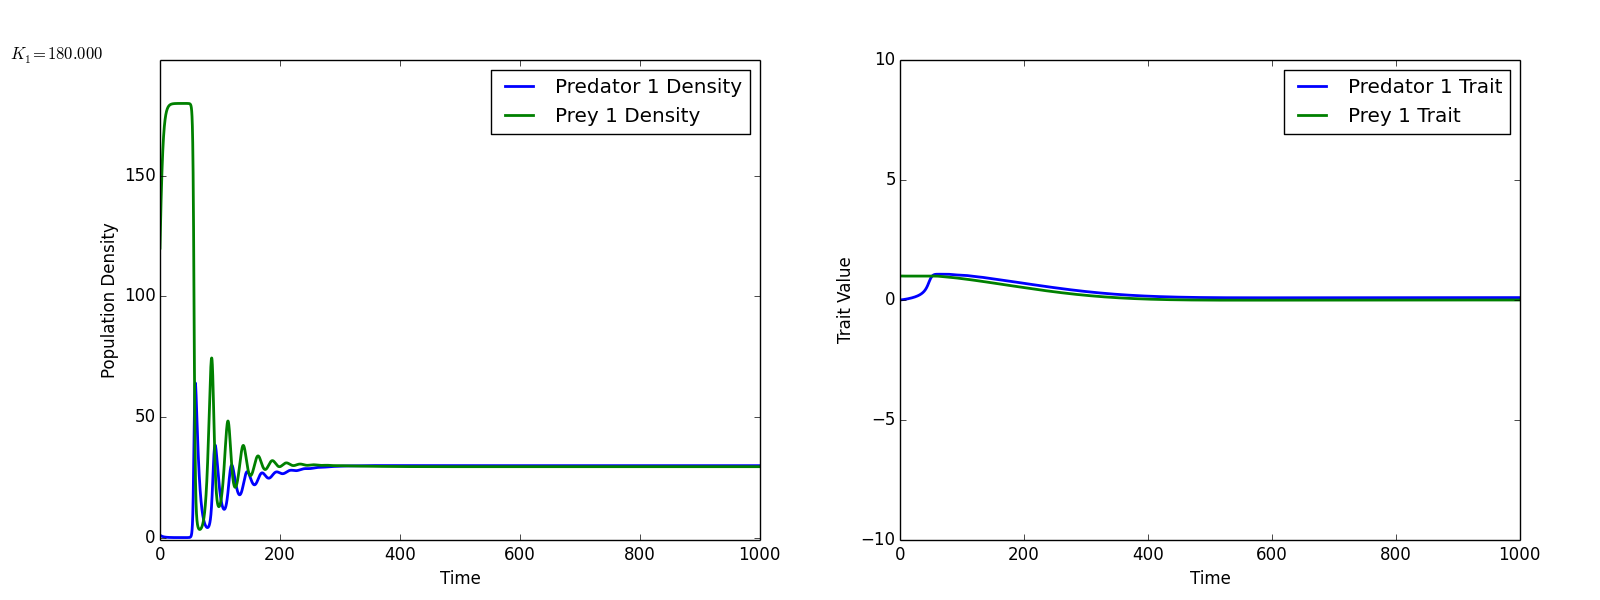 K₁=180.000
Predator 1 Density
Prey 1 Density
150
100
50
0
Population Density
0 200 400 600 800 1000
Time
Predator 1 Trait
Prey 1 Trait
10
5
0
−5
−10
Trait Value
0 200 400 600 800 1000
Time